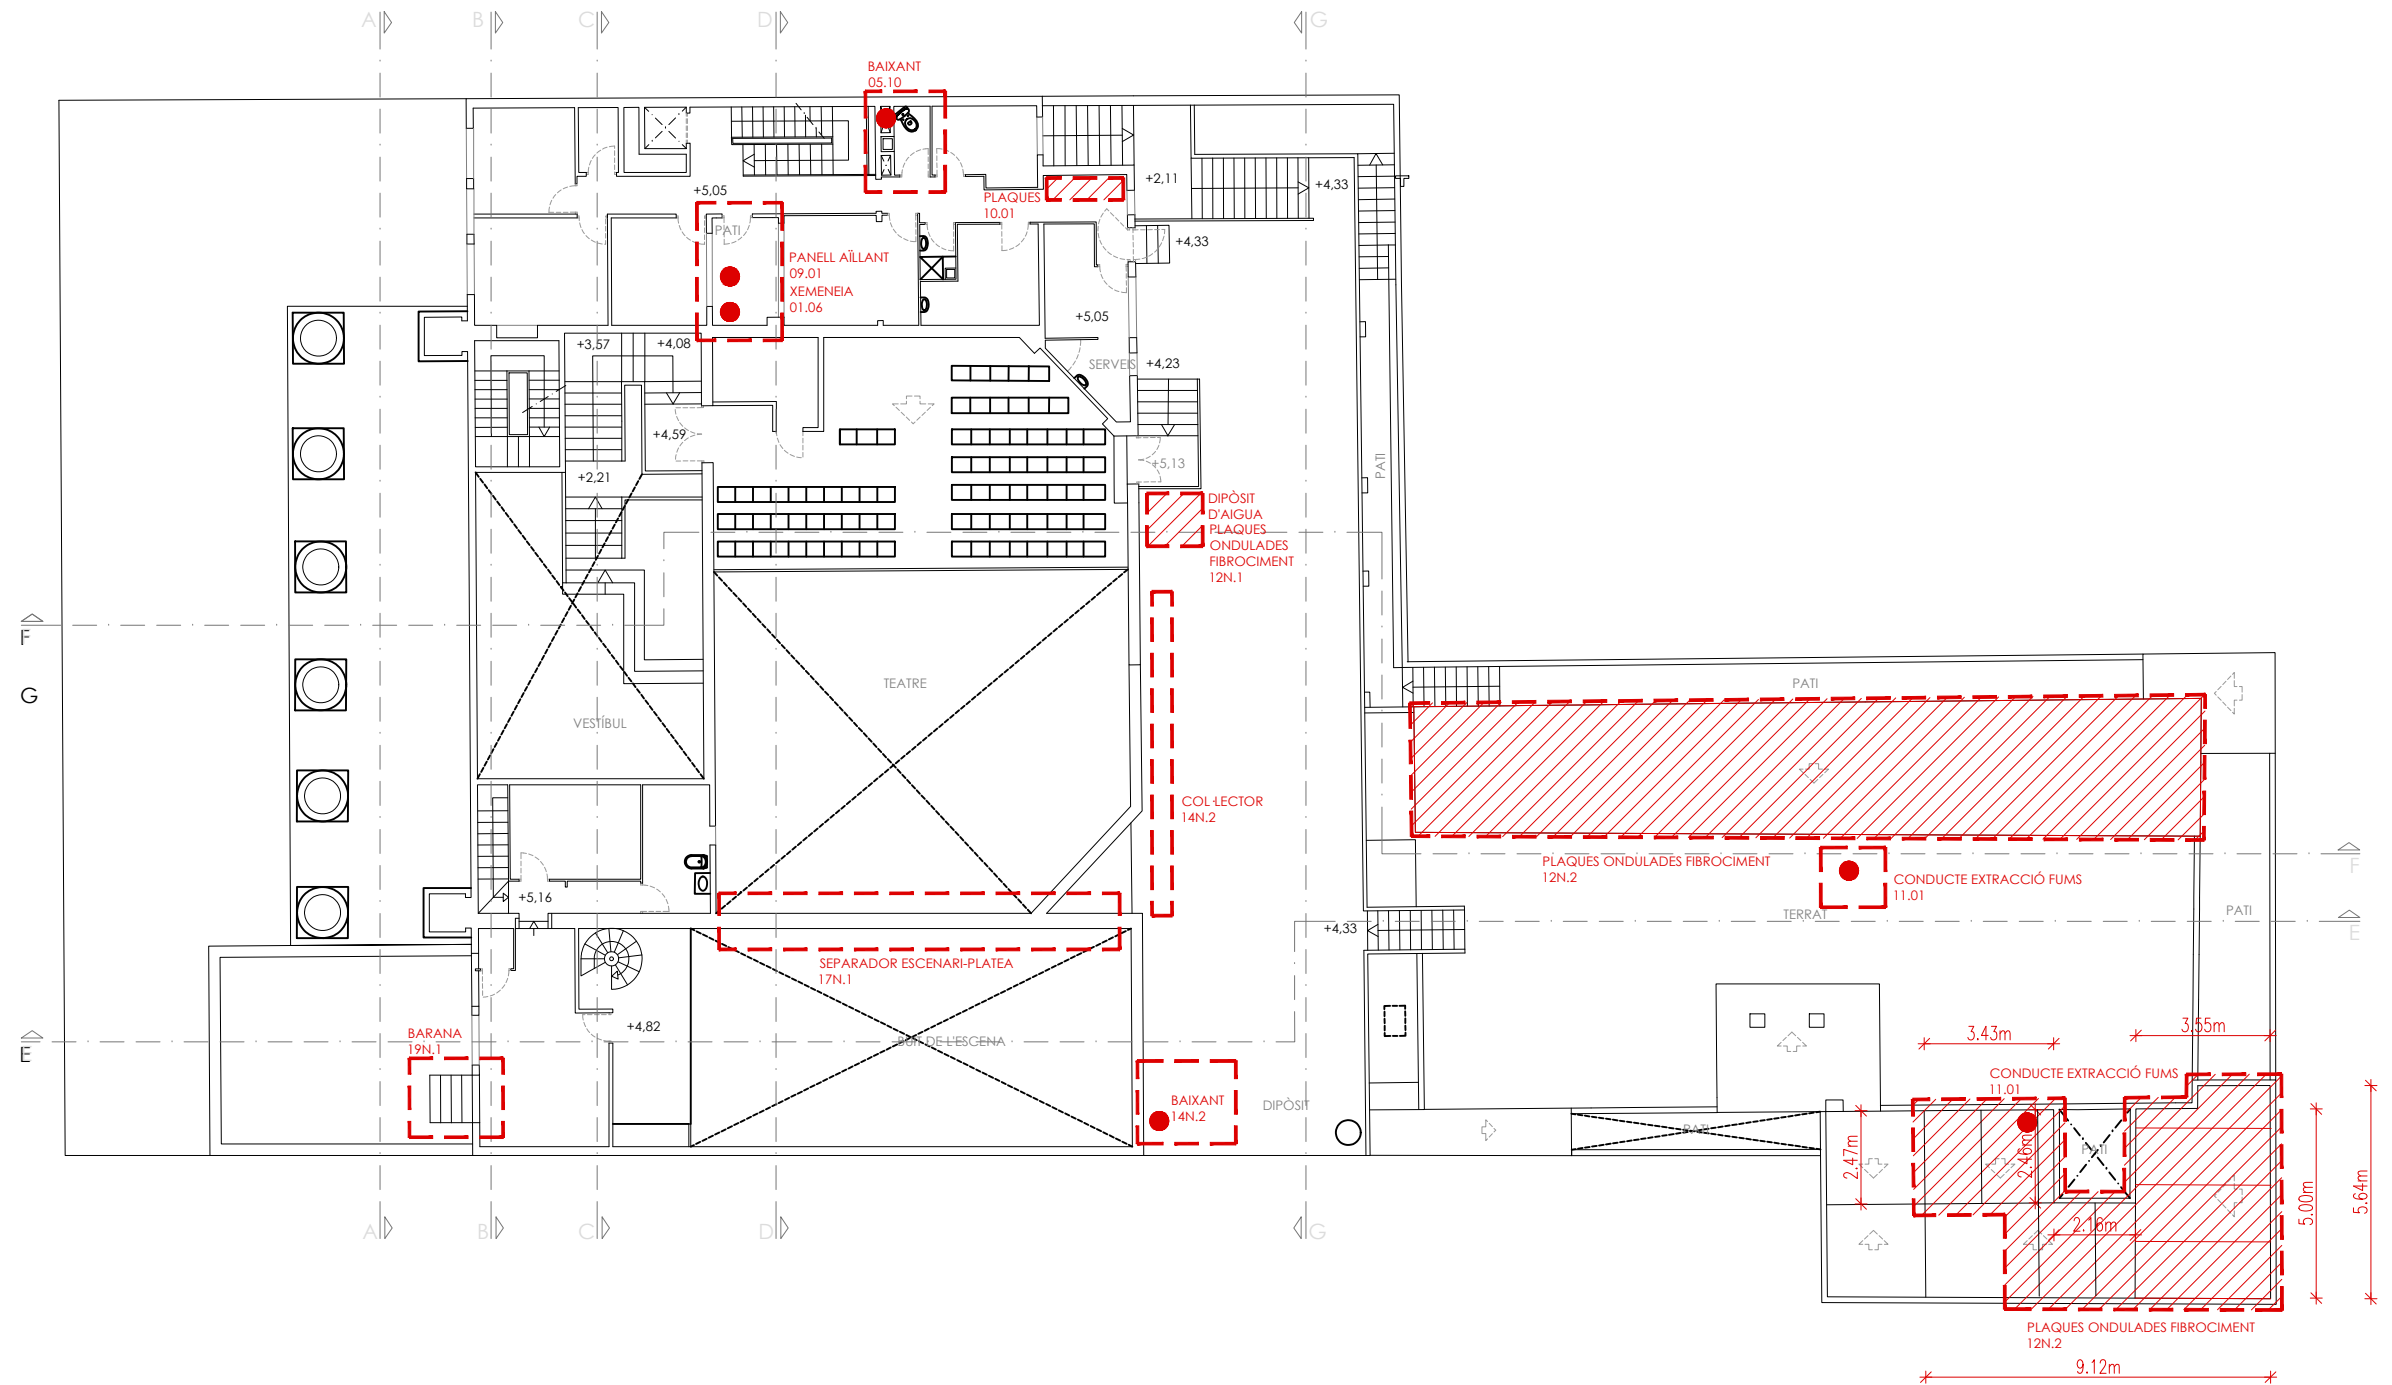 A
B
C
D
G
BAIXANT
05.10
+5,05
PLAQUES
10.01
+2,11
+4,33
PATI
+4,33
PANELL AÏLLANT
09.01
XEMENEIA
01.06
+5,05
+3,57
+4,08
SERVEIS
+4,23
+4,59
+5,13
PATI
+2,21
DIPÒSIT
D'AIGUA
PLAQUES
ONDULADES
FIBROCIMENT
12N.1
F
G
TEATRE
PATI
VESTÍBUL
COL·LECTOR
14N.2
PLAQUES ONDULADES FIBROCIMENT
12N.2
F
CONDUCTE EXTRACCIÓ FUMS
11.01
+5,16
TERRAT
PATI
+4,33
E
SEPARADOR ESCENARI-PLATEA
17N.1
+4,82
BARANA
19N.1
BUIT DE L'ESCENA
E
3.43m
3.55m
CONDUCTE EXTRACCIÓ FUMS
11.01
BAIXANT
14N.2
DIPÒSIT
PATI
2.47m
2.46m
PATI
5.00m
5.64m
2.16m
A
B
C
D
G
PLAQUES ONDULADES FIBROCIMENT
12N.2
9.12m